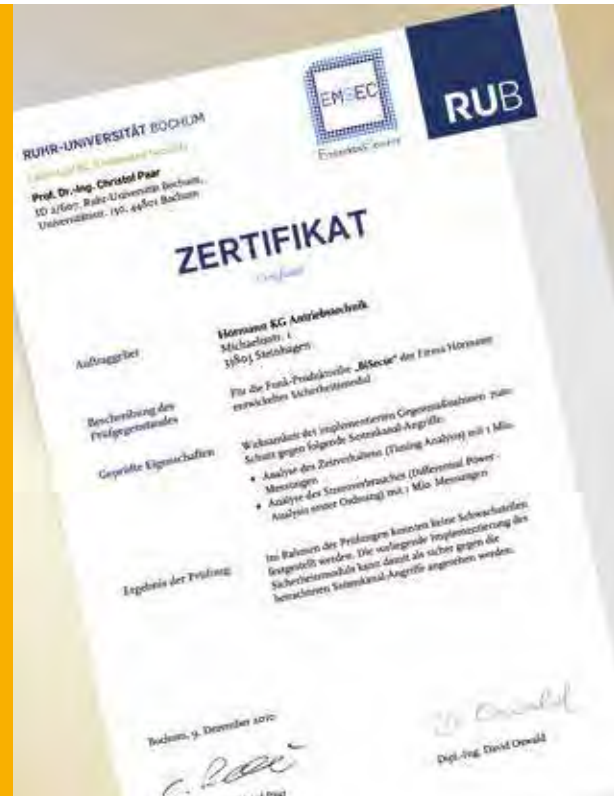 RUHR-UNIVERSITÄT BOCHUM
EMSEC
RUB
Prof. Dr.-Ing. Christof Paar
ID 2/607, Ruhr-Universität Bochum,
Universitätsstr. 150, 44801 Bochum
ZERTIFIKAT
Certificate
Auftraggeber
Hörmann KG Antriebstechnik
Michaelisstr. 1
33803 Steinhagen
Beschreibung des
Prüfgegenstandes
Für die Funk-Produktreihe „BiSecur" der Firma Hörmann
entwickeltes Sicherheitsmodul
Geprüfte Eigenschaften
Wirksamkeit der implementierten Gegenmaßnahmen zum
Schutz gegen folgende Seitenkanal-Angriffe:
• Analyse des Zeitverhaltens (Timing Analysis) mit 1 Mio.
Messungen
• Analyse des Stromverbrauches (Differential Power
Analysis erster Ordnung) mit 1 Mio. Messungen
Ergebnis der Prüfung
Im Rahmen der Prüfungen konnten keine Schwachstellen
festgestellt werden. Die vorliegende Implementierung des
Sicherheitsmoduls kann damit als sicher gegen die
betrachteten Seitenkanal-Angriffe angesehen werden.
Bochum, 9. Dezember 2010
Dipl.-Ing. David Oswald
Paar